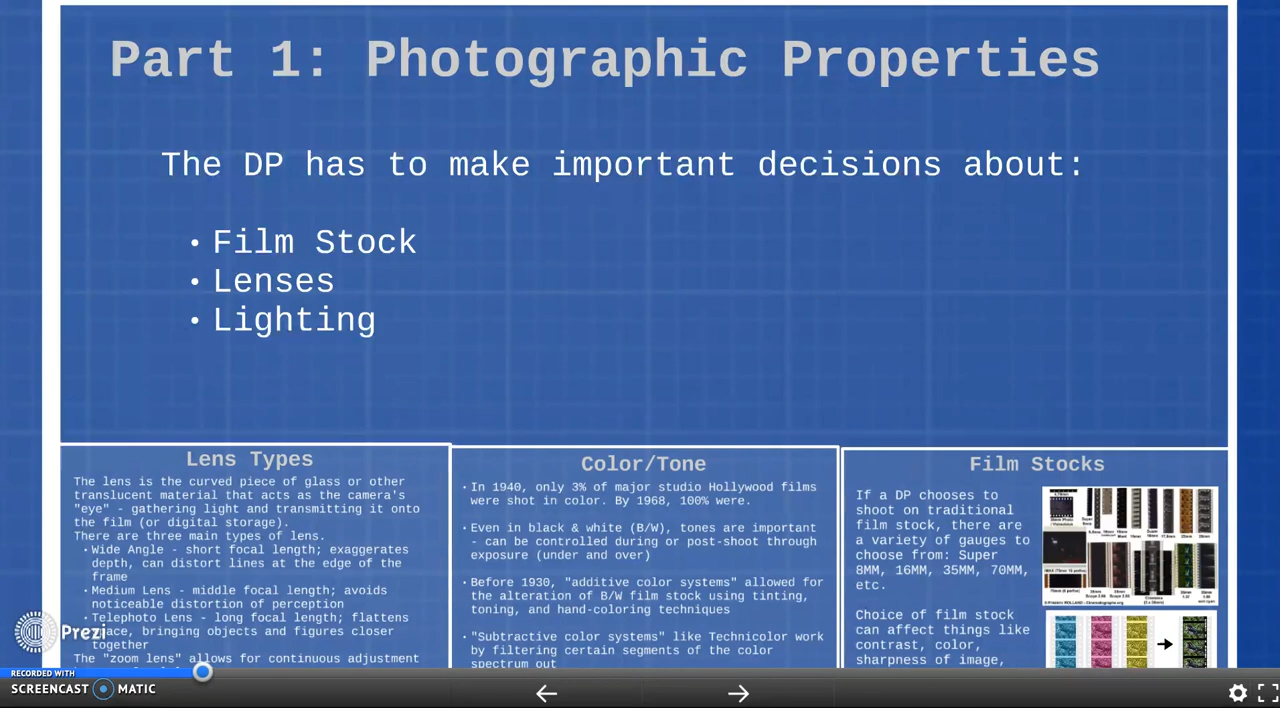 Part 1: Photographic Properties
The DP has to make important decisions about:
• Film Stock
• Lenses
• Lighting
Lens Types
The lens is the curved piece of glass or other
translucent material that acts as the camera's
"eye" - gathering light and transmitting it onto
the film (or digital storage).
There are three main types of lens.
• Wide Angle - short focal length; exaggerates
depth, can distort lines at the edge of the
frame
• Medium Lens - middle focal length; avoids
noticeable distortion of perception
• Telephoto Lens - long focal length; flattens
space, bringing objects and figures closer
together
The "zoom lens" allows for continuous adjustment
Color/Tone
• In 1940, only 3% of major studio Hollywood films
were shot in color. By 1968, 100% were.
• Even in black & white (B/W), tones are important
- can be controlled during or post-shoot through
exposure (under and over)
• Before 1930, "additive color systems" allowed for
the alteration of B/W film stock using tinting,
toning, and hand-coloring techniques
• "Subtractive color systems" like Technicolor work
by filtering certain segments of the color
spectrum out
Film Stocks
If a DP chooses to
shoot on traditional
film stock, there are
a variety of gauges to
choose from: Super
8MM, 16MM, 35MM, 70MM,
etc.
Choice of film stock
can affect things like
contrast, color,
sharpness of image,
Prezi
RECORDED WITH
SCREENCAST MATIC